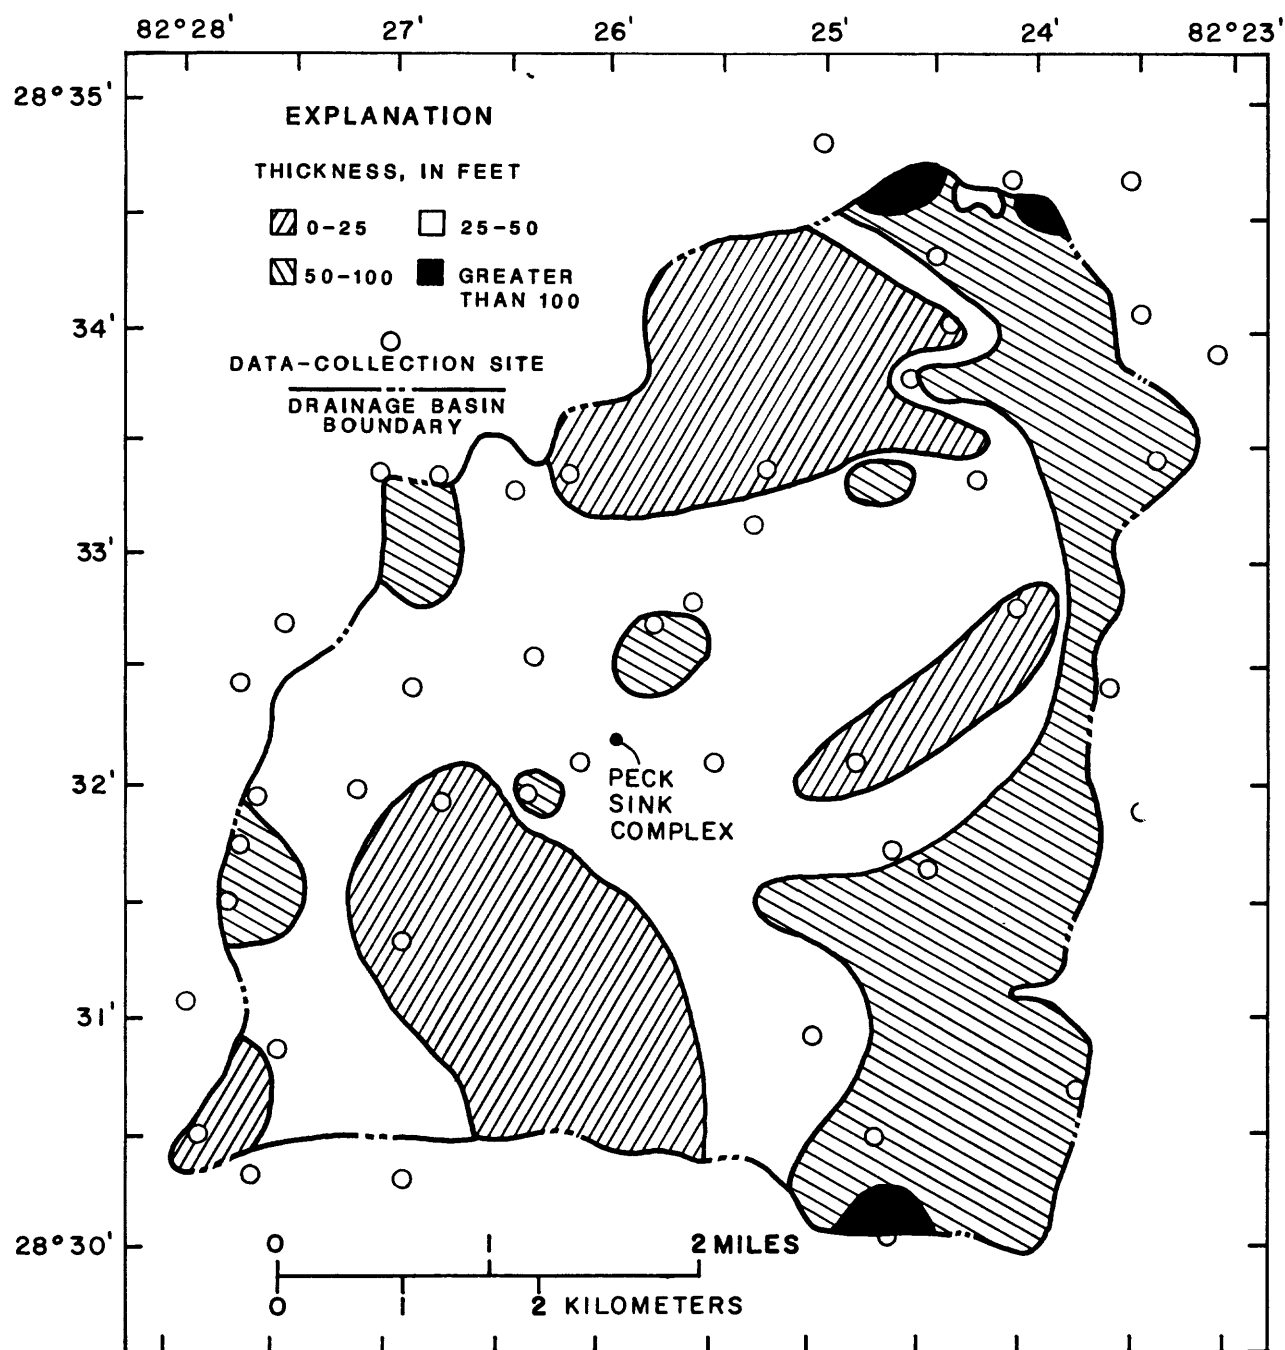 82°28' 27' 26' 25' 24' 82°23'
28°35'
EXPLANATION
THICKNESS, IN FEET
0-25 25-50
50-100 GREATER
THAN 100
34'
DATA-COLLECTION SITE
DRAINAGE BASIN
BOUNDARY
33'
32'
PECK
SINK
COMPLEX
31'
28°30'
0 1 2 MILES
0 1 2 KILOMETERS